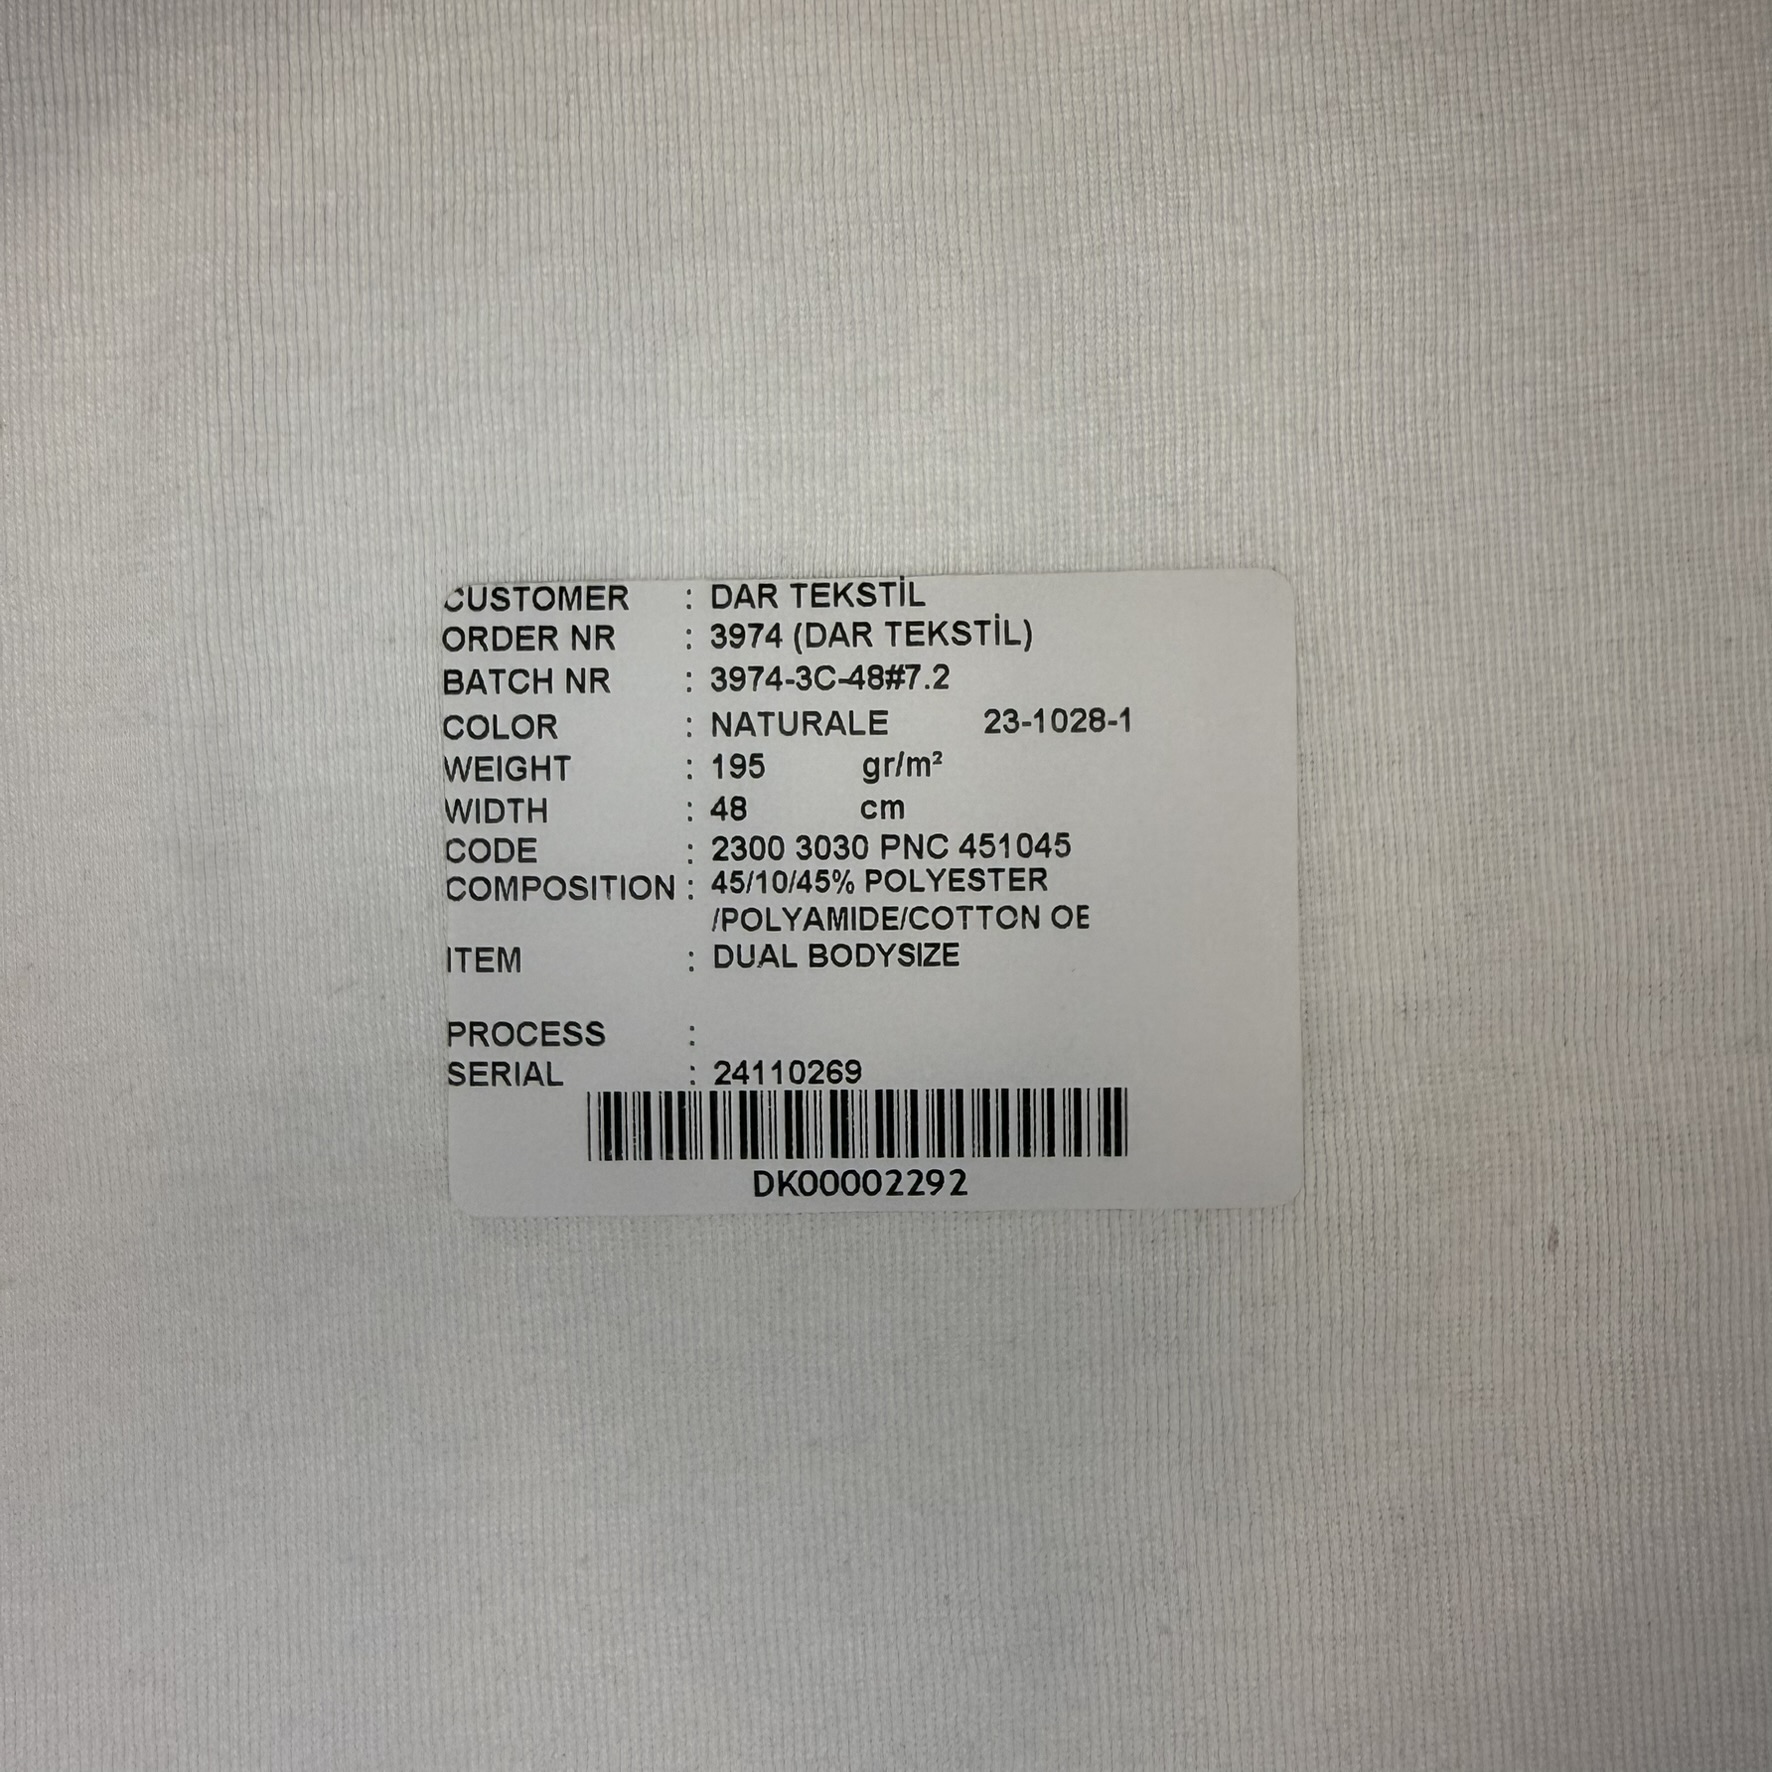 CUSTOMER : DAR TEKSTİL
ORDER NR : 3974 (DAR TEKSTİL)
BATCH NR : 3974-3C-48#7.2
COLOR : NATURALE 23-1028-1
WEIGHT : 195 gr/m²
WIDTH : 48 cm
CODE : 2300 3030 PNC 451045
COMPOSITION : 45/10/45% POLYESTER
/POLYAMIDE/COTTON OE
ITEM : DUAL BODYSIZE
PROCESS :
SERIAL : 24110269
DK00002292